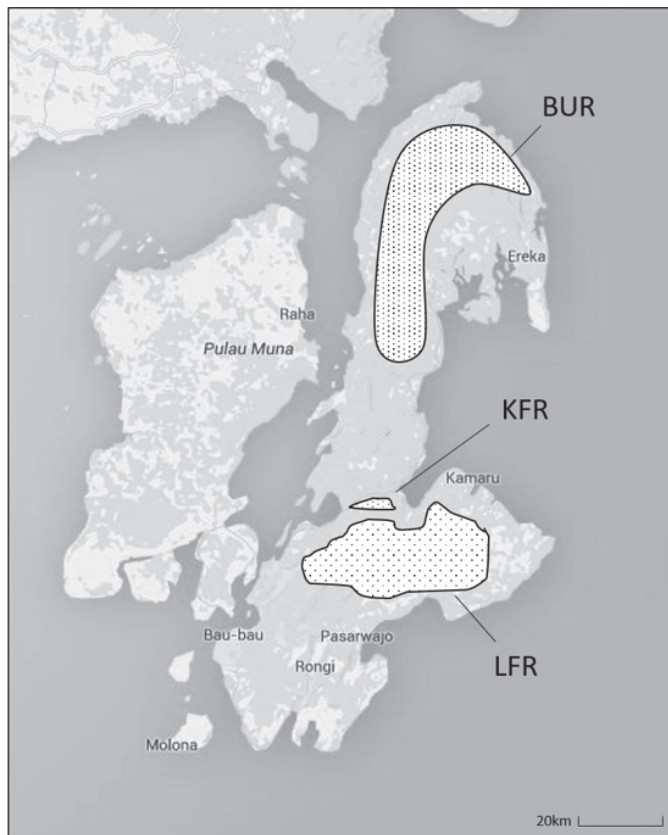 BUR
Ereka
Raha
Pulau Muna
KFR
Kamaru
Bau-bau
Pasarwajo
LFR
Rongi
Molona
20km